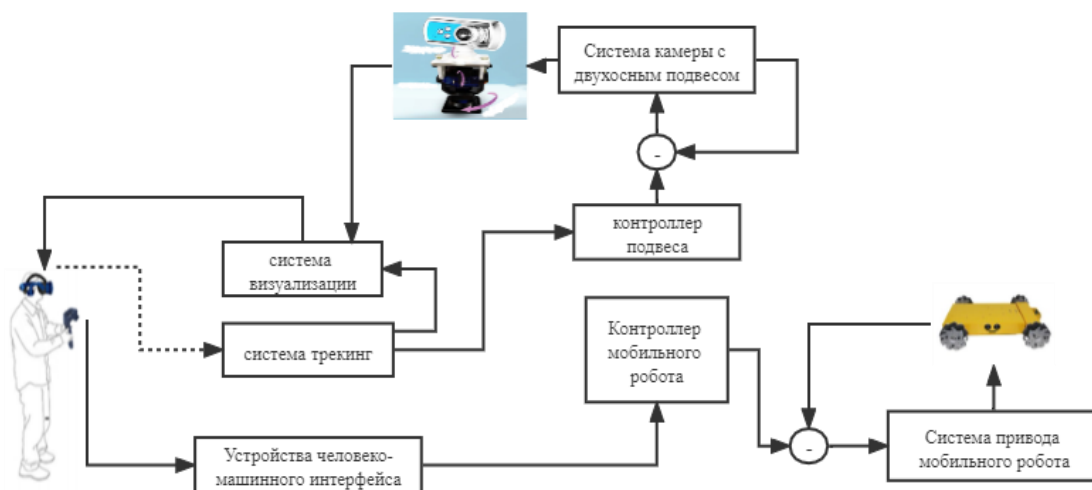 Система камеры с
двухосным подвесом
-
контроллер
подвеса
система
визуализации
система трекинг
Контроллер
мобильного
робота
-
Устройства человеко-
машинного интерфейса
Система привода
мобильного робота